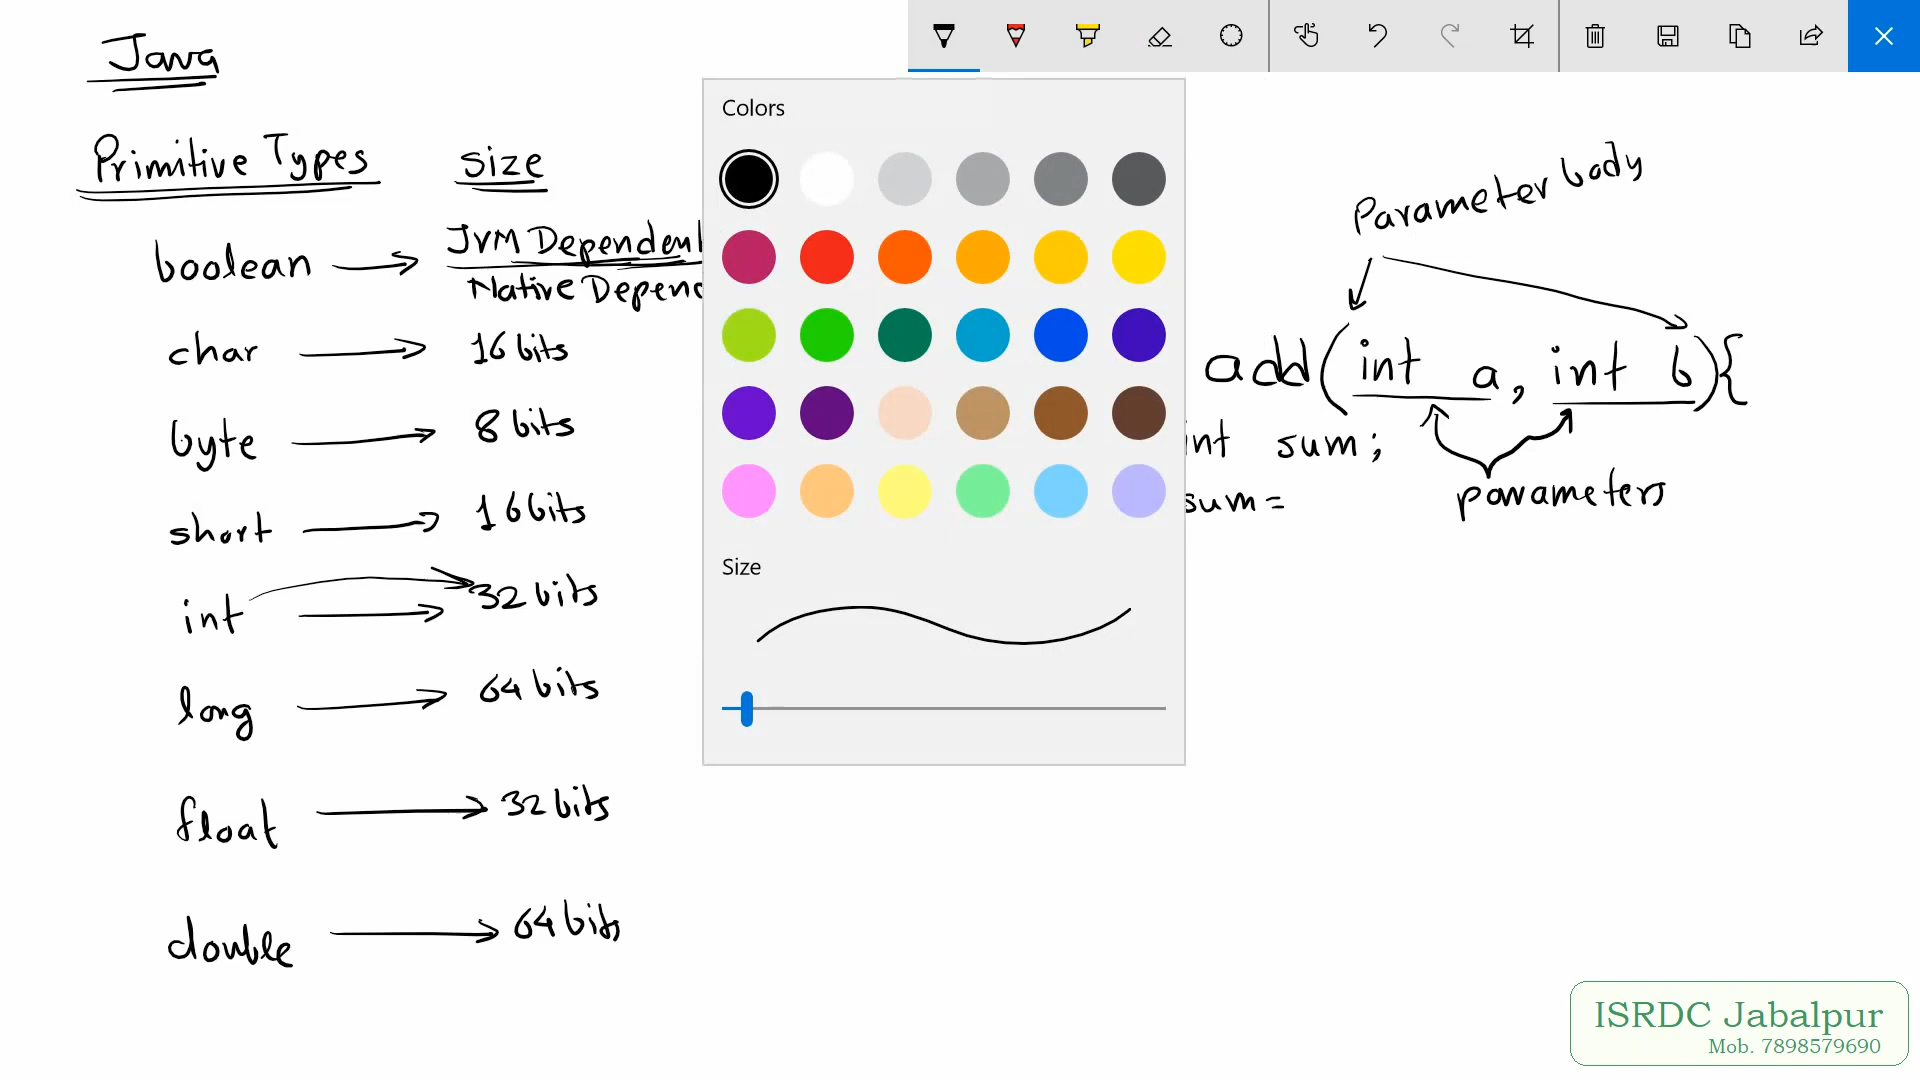 Java
Primitive Types Size
boolean JVM Dependent
Native Depend
char 16 bits
byte 8 bits
short 16 bits
int 32 bits
long 64 bits
float 32 bits
double 64 bits
Colors
Size
Parameter body
add(int a, int b){
int sum;
sum=
parameters
ISRDC Jabalpur
Mob. 7898579690